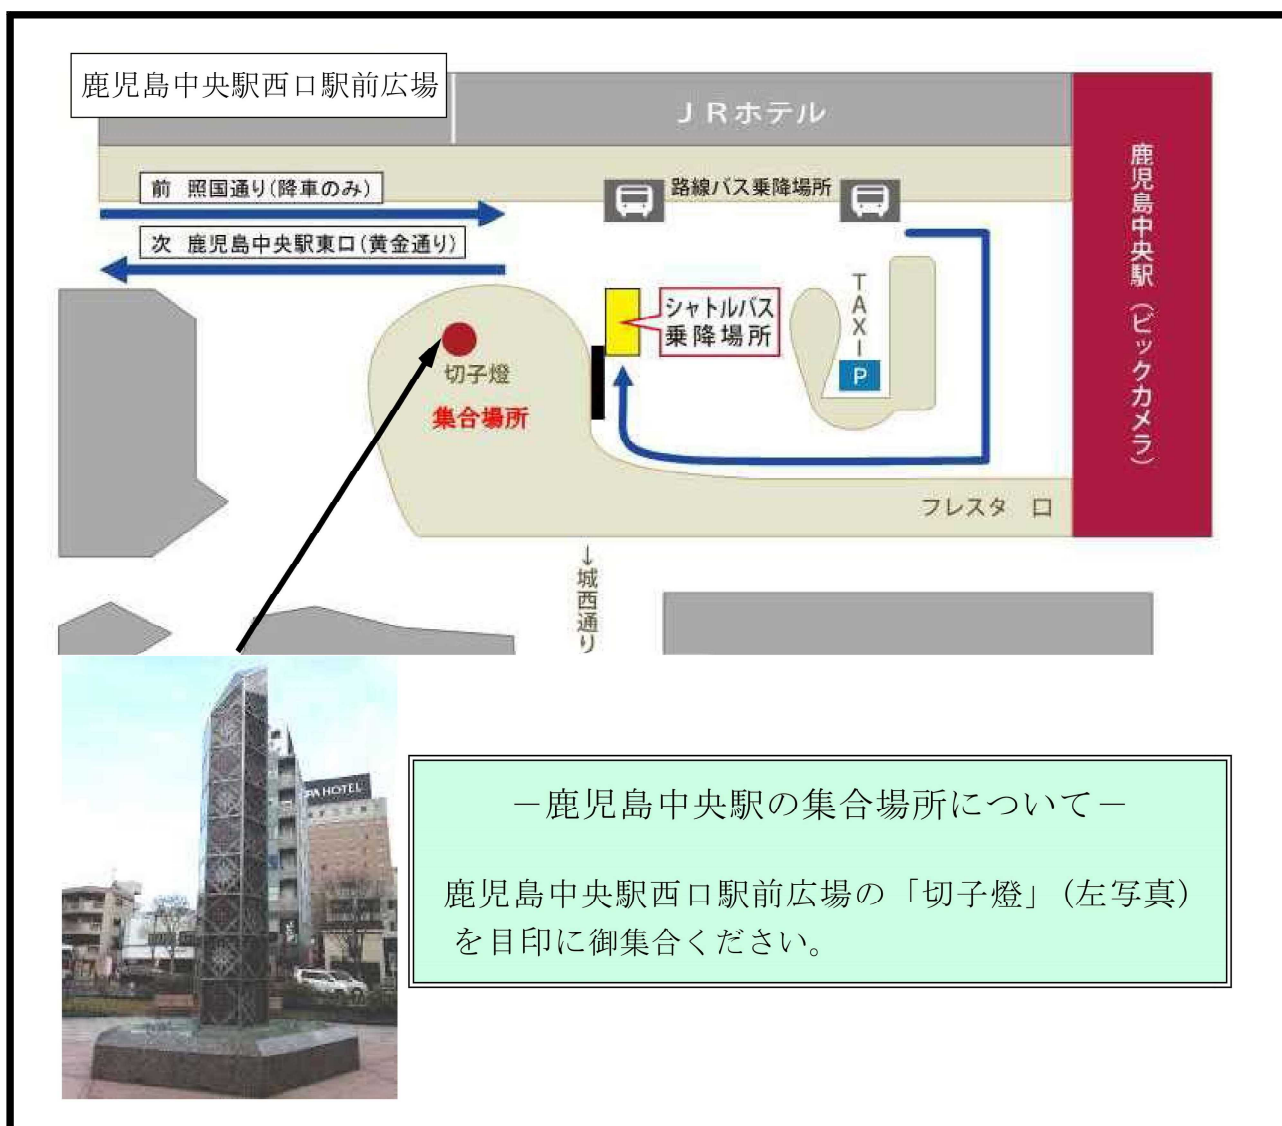 鹿児島中央駅西口駅前広場
ＪＲホテル
鹿児島中央駅（ビックカメラ）
前 照国通り(降車のみ)
路線バス乗降場所
次 鹿児島中央駅東口(黄金通り)
TAXI
P
シャトルバス
乗降場所
切子燈
集合場所
フレスタ 口
↓城西通り
PA HOTEL
－鹿児島中央駅の集合場所について－
鹿児島中央駅西口駅前広場の「切子燈」(左写真)
を目印に御集合ください。